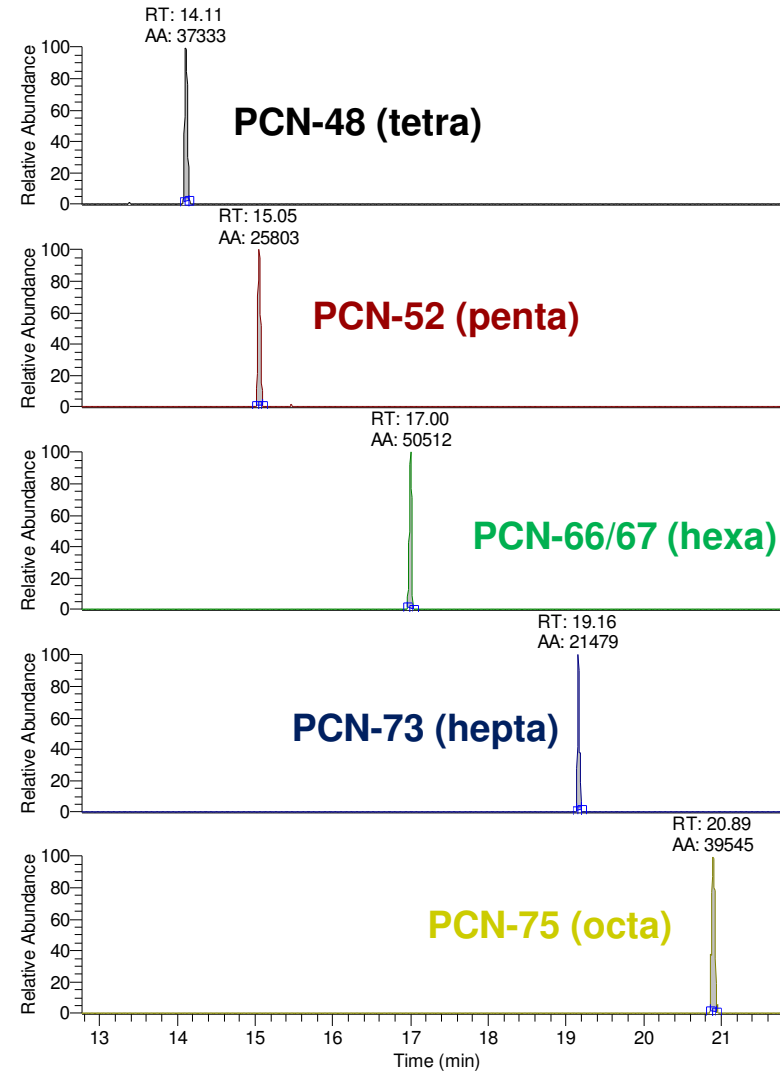 RT: 14.11
AA: 37333
100
80
60
40
20
0
Relative Abundance
PCN-48 (tetra)
RT: 15.05
AA: 25803
100
80
60
40
20
0
Relative Abundance
PCN-52 (penta)
RT: 17.00
AA: 50512
100
80
60
40
20
0
Relative Abundance
PCN-66/67 (hexa)
RT: 19.16
AA: 21479
100
80
60
40
20
0
Relative Abundance
PCN-73 (hepta)
RT: 20.89
AA: 39545
100
80
60
40
20
0
Relative Abundance
PCN-75 (octa)
13 14 15 16 17 18 19 20 21
Time (min)